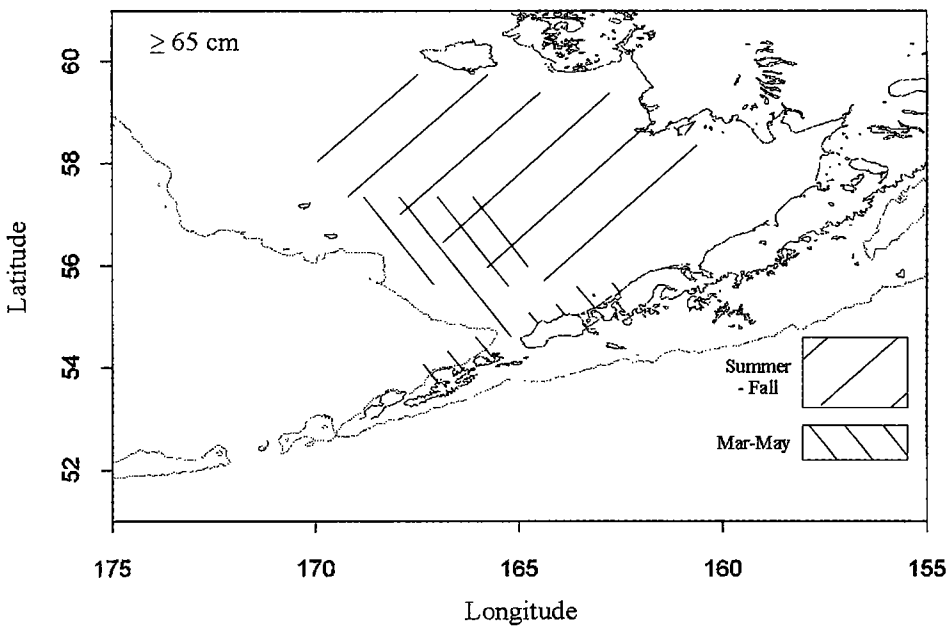 ≥ 65 cm
60
58
56
54
52
Latitude
Summer
- Fall
Mar-May
175 170 165 160 155
Longitude